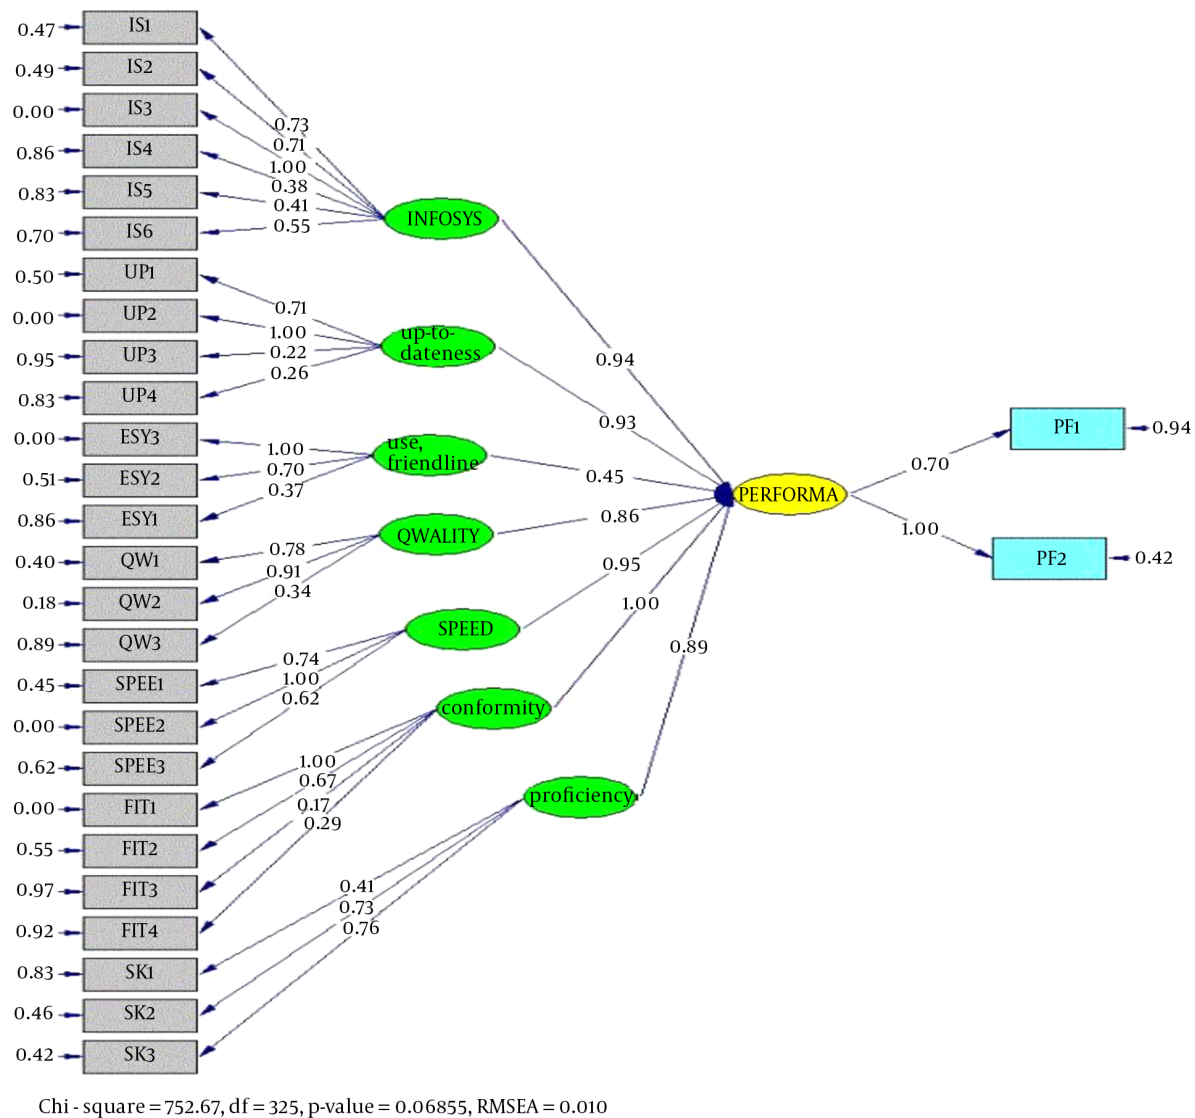 0.47 IS1
0.49 IS2
0.00 IS3
0.86 IS4
0.83 IS5
0.70 IS6
0.50 UP1
0.00 UP2
0.95 UP3
0.83 UP4
0.00 ESY3
0.51 ESY2
0.86 ESY1
0.40 QW1
0.18 QW2
0.89 QW3
0.45 SPEE1
0.00 SPEE2
0.62 SPEE3
0.00 FIT1
0.55 FIT2
0.97 FIT3
0.92 FIT4
0.83 SK1
0.46 SK2
0.42 SK3
0.73
0.71
1.00
0.38
0.41
0.55
0.71
1.00
0.22
0.26
1.00
0.70
0.37
0.78
0.91
0.34
0.74
1.00
0.62
1.00
0.67
0.17
0.29
0.41
0.73
0.76
INFOSYS
up-to-
dateness
use,
friendline
QWALITY
SPEED
conformity
proficiency
0.94
0.93
0.45
0.86
0.95
1.00
0.89
PERFORMA
0.70
1.00
PF1 0.94
PF2 0.42
Chi - square = 752.67, df = 325, p-value = 0.06855, RMSEA = 0.010